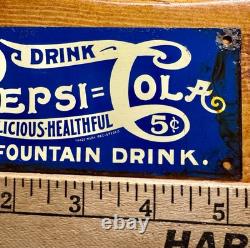 DRINK
EPSI=Cola
LICIOUS-HEALTHFUL
5¢
FOUNTAIN DRINK.
2 3 4 5
HAR